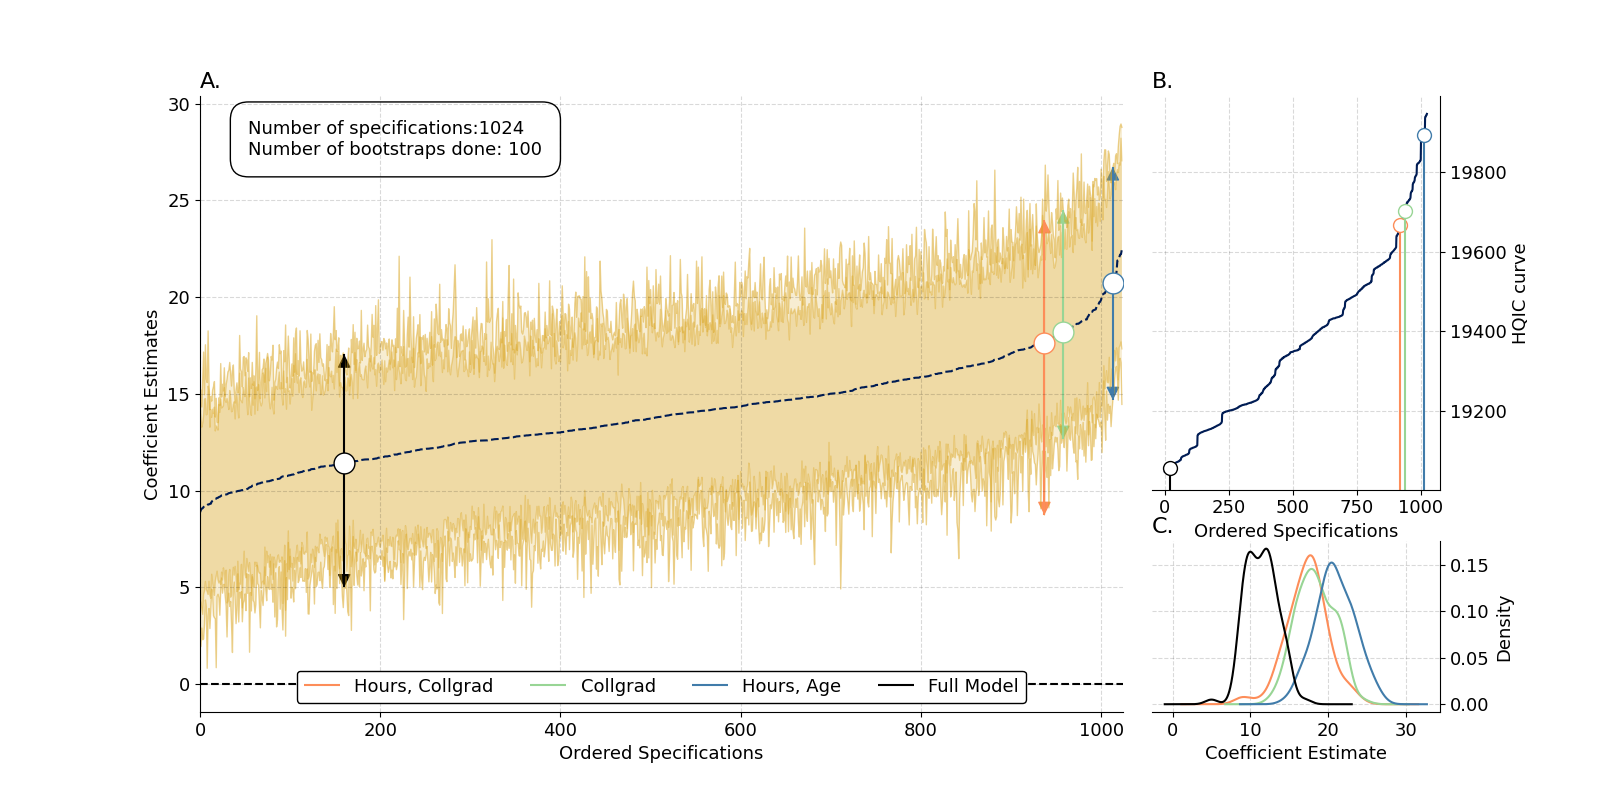 A.
Number of specifications:1024
Number of bootstraps done: 100
30
25
20
15
10
5
0
Coefficient Estimates
Hours, Collgrad
Collgrad
Hours, Age
Full Model
0
200
400
600
800
1000
Ordered Specifications
B.
19800
19600
19400
19200
HQIC curve
0
250
500
750
1000
Ordered Specifications
C.
0.15
0.10
0.05
0.00
Density
0
10
20
30
Coefficient Estimate